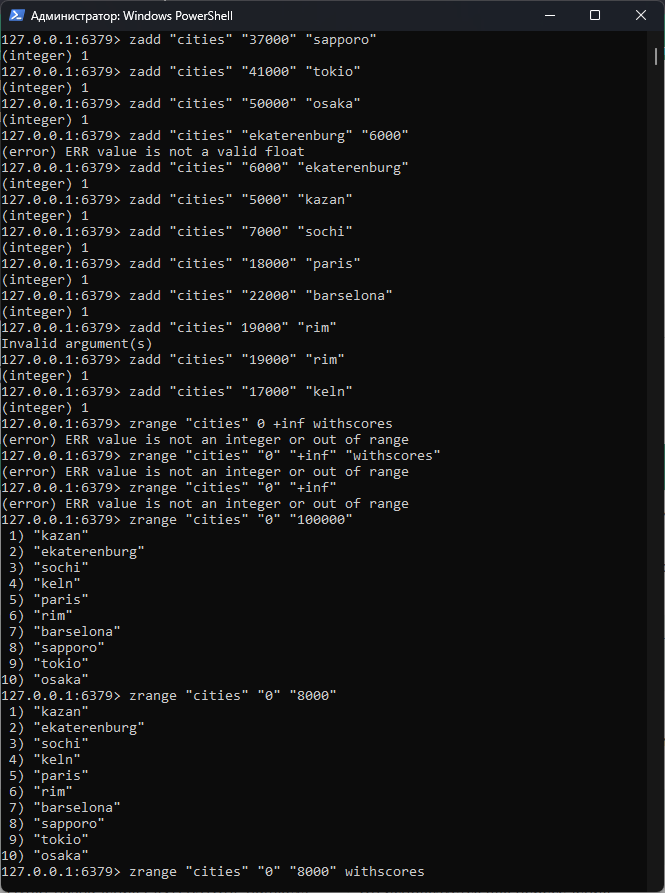 Администратор: Windows PowerShell
127.0.0.1:6379> zadd "cities" "37000" "sapporo"
(integer) 1
127.0.0.1:6379> zadd "cities" "41000" "tokio"
(integer) 1
127.0.0.1:6379> zadd "cities" "50000" "osaka"
(integer) 1
127.0.0.1:6379> zadd "cities" "ekaterenburg" "6000"
(error) ERR value is not a valid float
127.0.0.1:6379> zadd "cities" "6000" "ekaterenburg"
(integer) 1
127.0.0.1:6379> zadd "cities" "5000" "kazan"
(integer) 1
127.0.0.1:6379> zadd "cities" "7000" "sochi"
(integer) 1
127.0.0.1:6379> zadd "cities" "18000" "paris"
(integer) 1
127.0.0.1:6379> zadd "cities" "22000" "barselona"
(integer) 1
127.0.0.1:6379> zadd "cities" 19000" "rim"
Invalid argument(s)
127.0.0.1:6379> zadd "cities" "19000" "rim"
(integer) 1
127.0.0.1:6379> zadd "cities" "17000" "keln"
(integer) 1
127.0.0.1:6379> zrange "cities" 0 +inf withscores
(error) ERR value is not an integer or out of range
127.0.0.1:6379> zrange "cities" "0" "+inf" "withscores"
(error) ERR value is not an integer or out of range
127.0.0.1:6379> zrange "cities" "0" "+inf"
(error) ERR value is not an integer or out of range
127.0.0.1:6379> zrange "cities" "0" "100000"
1) "kazan"
2) "ekaterenburg"
3) "sochi"
4) "keln"
5) "paris"
6) "rim"
7) "barselona"
8) "sapporo"
9) "tokio"
10) "osaka"
127.0.0.1:6379> zrange "cities" "0" "8000"
1) "kazan"
2) "ekaterenburg"
3) "sochi"
4) "keln"
5) "paris"
6) "rim"
7) "barselona"
8) "sapporo"
9) "tokio"
10) "osaka"
127.0.0.1:6379> zrange "cities" "0" "8000" withscores